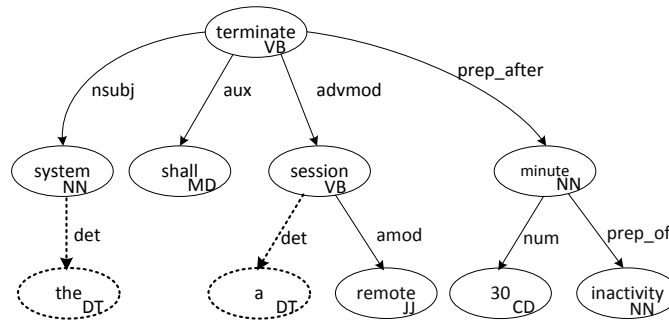 terminate
VB
nsubj
aux
advmod
prep_after
system
NN
shall
MD
session
VB
minute
NN
det
det
amod
num
prep_of
the
DT
a
DT
remote
JJ
30
CD
inactivity
NN